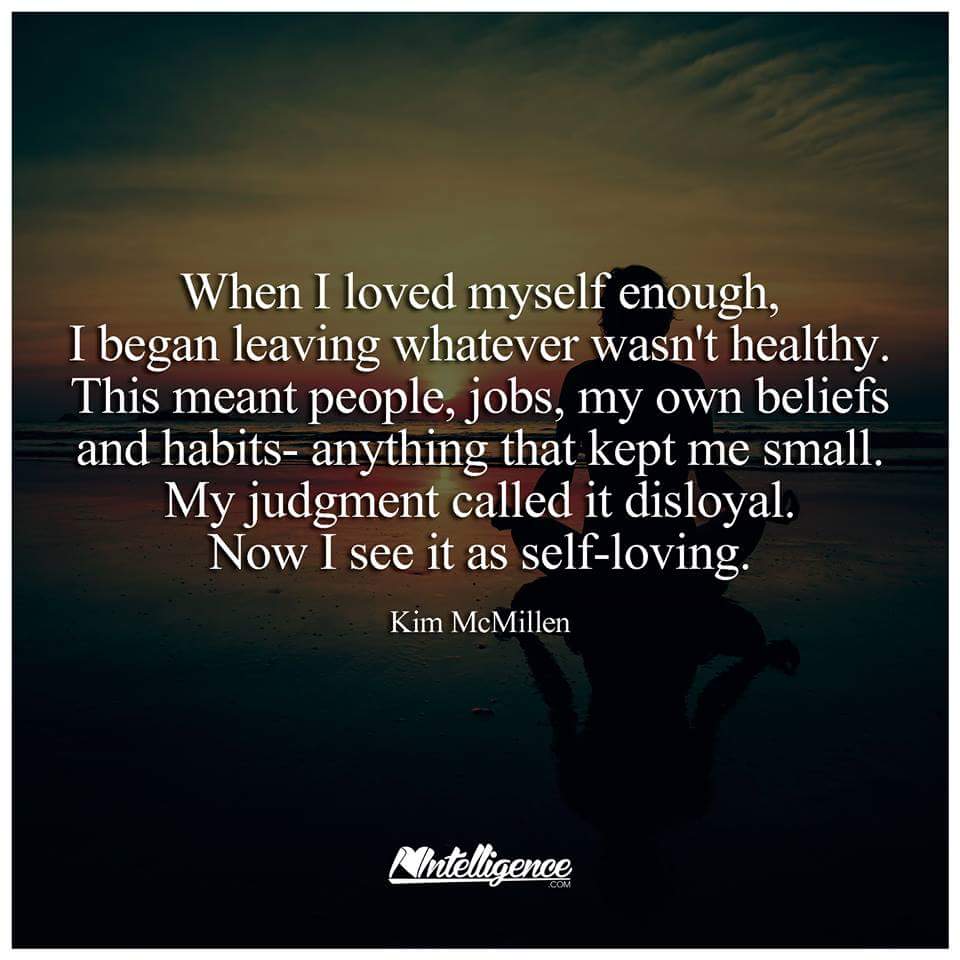 When I loved myself enough,
I began leaving whatever wasn't healthy.
This meant people, jobs, my own beliefs
and habits- anything that kept me small.
My judgment called it disloyal.
Now I see it as self-loving.
Kim McMillen
Intelligence
.COM